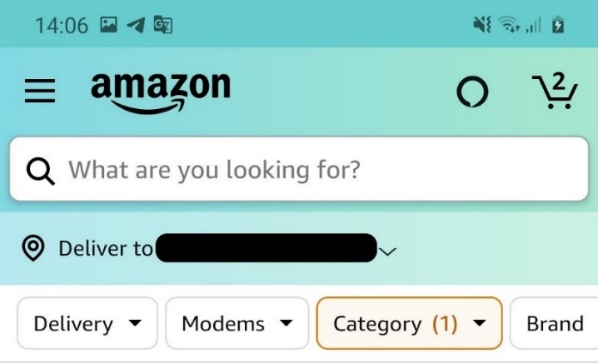 14:06
amazon
2
What are you looking for?
Deliver to
Delivery
Modems
Category (1)
Brand